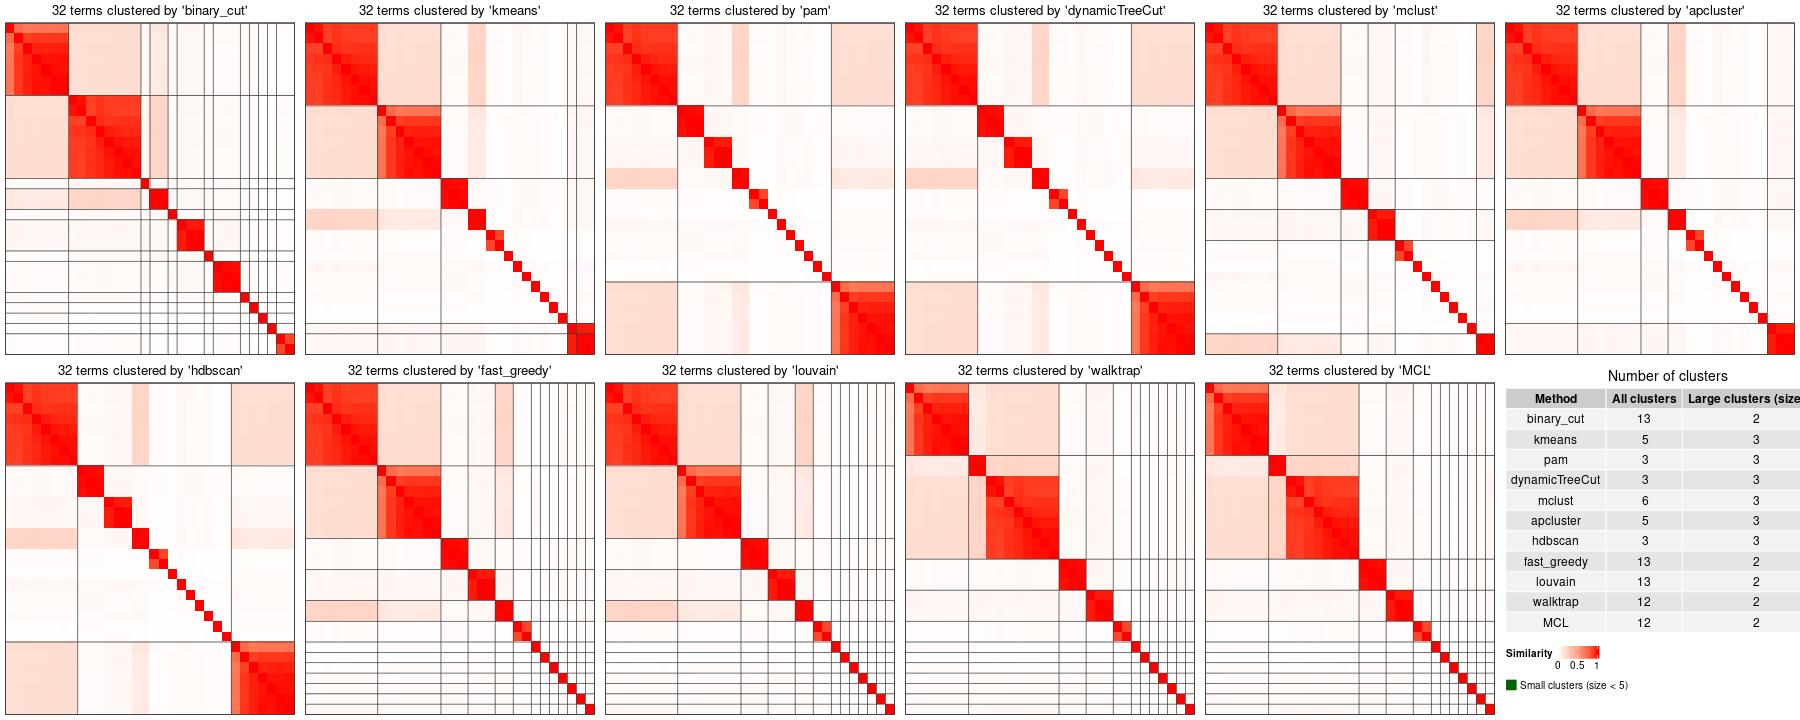 32 terms clustered by 'binary_cut'
32 terms clustered by 'kmeans'
32 terms clustered by 'pam'
32 terms clustered by 'dynamicTreeCut'
32 terms clustered by 'mclust'
32 terms clustered by 'apcluster'
32 terms clustered by 'hdbscan'
32 terms clustered by 'fast_greedy'
32 terms clustered by 'louvain'
32 terms clustered by 'walktrap'
32 terms clustered by 'MCL'
Number of clusters
Method All clusters Large clusters (size
binary_cut 13 2
kmeans 5 3
pam 3 3
dynamicTreeCut 3 3
mclust 6 3
apcluster 5 3
hdbscan 3 3
fast_greedy 13 2
louvain 13 2
walktrap 12 2
MCL 12 2
Similarity
0 0.5 1
Small clusters (size < 5)